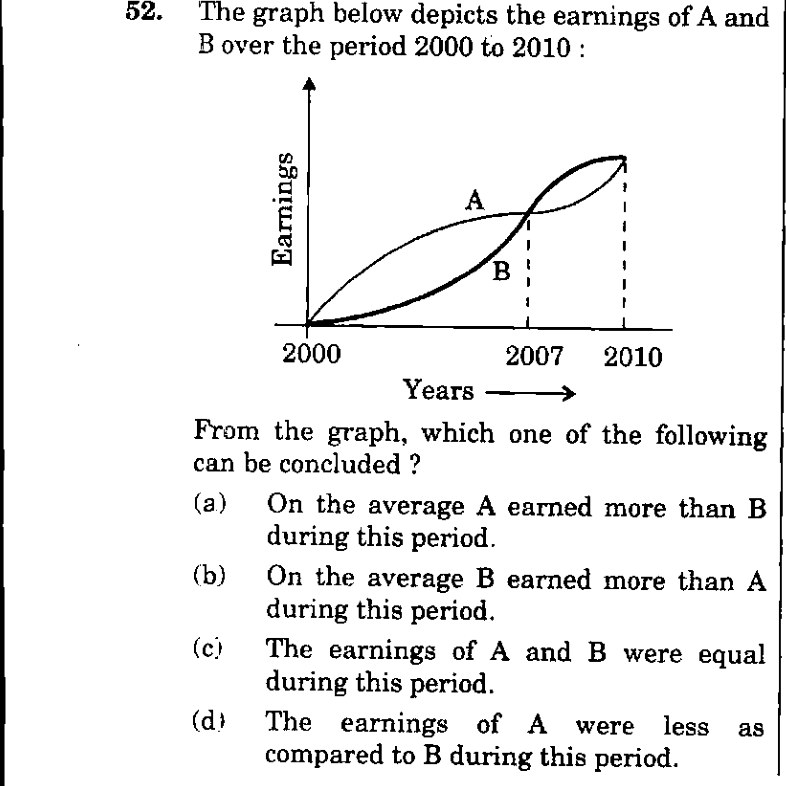 52. The graph below depicts the earnings of A and
B over the period 2000 to 2010 :
Earnings
A
B
2000 2007 2010
Years
From the graph, which one of the following
can be concluded ?
(a) On the average A earned more than B
during this period.
(b) On the average B earned more than A
during this period.
(c) The earnings of A and B were equal
during this period.
(d) The earnings of A were less as
compared to B during this period.